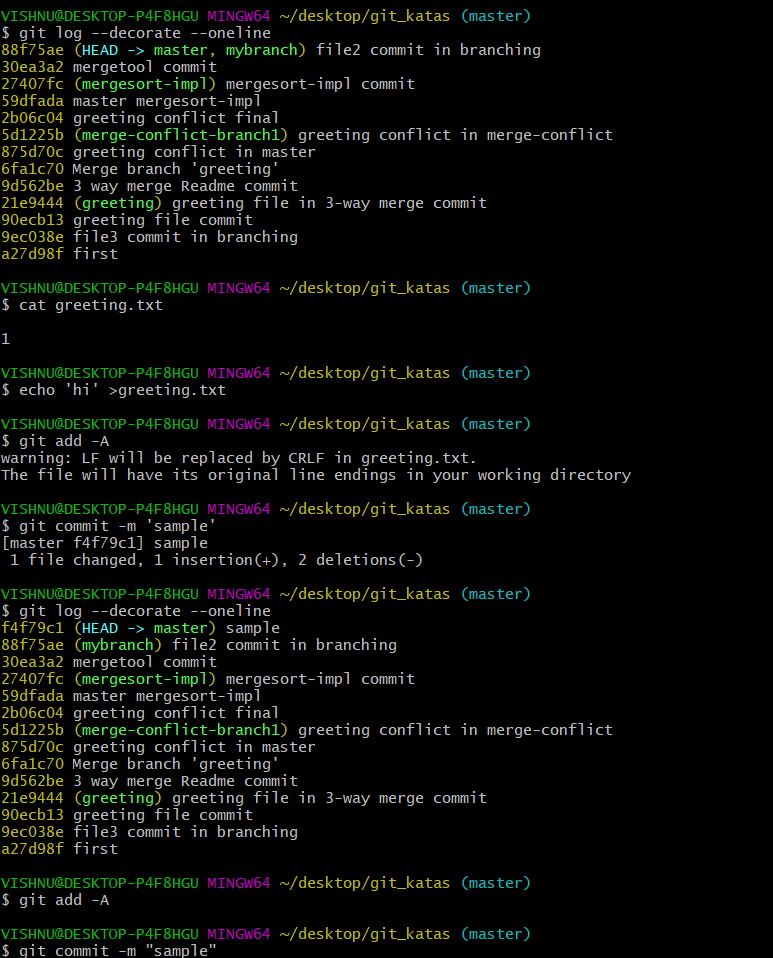 VISHNU@DESKTOP-P4F8HGU MINGW64 ~/desktop/git_katas (master)
$ git log --decorate --oneline
88f75ae (HEAD -> master, mybranch) file2 commit in branching
30ea3a2 mergetool commit
27407fc (mergesort-impl) mergesort-impl commit
59dfada master mergesort-impl
2b06c04 greeting conflict final
5d1225b (merge-conflict-branch1) greeting conflict in merge-conflict
875d70c greeting conflict in master
6fa1c70 Merge branch 'greeting'
9d562be 3 way merge Readme commit
21e9444 (greeting) greeting file in 3-way merge commit
90ecb13 greeting file commit
9ec038e file3 commit in branching
a27d98f first

VISHNU@DESKTOP-P4F8HGU MINGW64 ~/desktop/git_katas (master)
$ cat greeting.txt

1

VISHNU@DESKTOP-P4F8HGU MINGW64 ~/desktop/git_katas (master)
$ echo 'hi' >greeting.txt

VISHNU@DESKTOP-P4F8HGU MINGW64 ~/desktop/git_katas (master)
$ git add -A
warning: LF will be replaced by CRLF in greeting.txt.
The file will have its original line endings in your working directory

VISHNU@DESKTOP-P4F8HGU MINGW64 ~/desktop/git_katas (master)
$ git commit -m 'sample'
[master f4f79c1] sample
 1 file changed, 1 insertion(+), 2 deletions(-)

VISHNU@DESKTOP-P4F8HGU MINGW64 ~/desktop/git_katas (master)
$ git log --decorate --oneline
f4f79c1 (HEAD -> master) sample
88f75ae (mybranch) file2 commit in branching
30ea3a2 mergetool commit
27407fc (mergesort-impl) mergesort-impl commit
59dfada master mergesort-impl
2b06c04 greeting conflict final
5d1225b (merge-conflict-branch1) greeting conflict in merge-conflict
875d70c greeting conflict in master
6fa1c70 Merge branch 'greeting'
9d562be 3 way merge Readme commit
21e9444 (greeting) greeting file in 3-way merge commit
90ecb13 greeting file commit
9ec038e file3 commit in branching
a27d98f first

VISHNU@DESKTOP-P4F8HGU MINGW64 ~/desktop/git_katas (master)
$ git add -A

VISHNU@DESKTOP-P4F8HGU MINGW64 ~/desktop/git_katas (master)
$ git commit -m "sample"